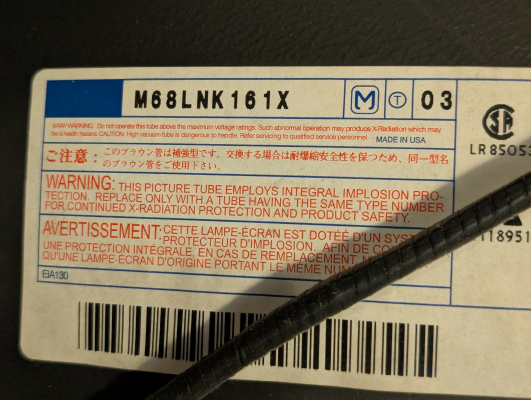 M68LNK161X M T 03
X-RAY WARNING: Do not operate this tube above the maximum voltage ratings. Such abnormal operation may produce X-Radiation which may
be a health hazard. CAUTION: High vacuum tube is dangerous to handle. Refer servicing to qualified service personnel. MADE IN USA
ご注意： このブラウン管は補強型です。交換する場合は耐爆縮安全性を保つため、同一型名
のブラウン管をご使用下さい。
WARNING: THIS PICTURE TUBE EMPLOYS INTEGRAL IMPLOSION PRO-
TECTION. REPLACE ONLY WITH A TUBE HAVING THE SAME TYPE NUMBER
FOR CONTINUED X-RADIATION PROTECTION AND PRODUCT SAFETY.
AVERTISSEMENT: CETTE LAMPE-ÉCRAN EST DOTÉE D'UN SYST
PROTECTEUR D'IMPLOSION. AFIN DE CO
UNE PROTECTION INTÉGRALE, EN CAS DE REMPLACEMENT, N
QU'UNE LAMPE-ÉCRAN D'ORIGINE PORTANT LE MÊME NUM
EIA130
LR 85053
118951